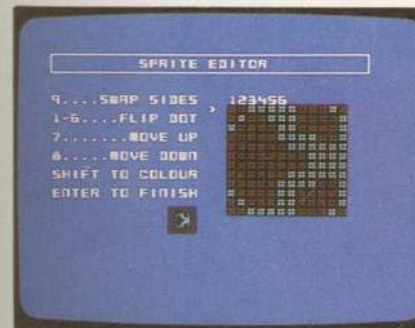 SPRITE EDITOR
9....SWAP SIDES
> 123456
1-6....FLIP DOT
7.......MOVE UP
8.....MOVE DOWN
SHIFT TO COLOUR
ENTER TO FINISH